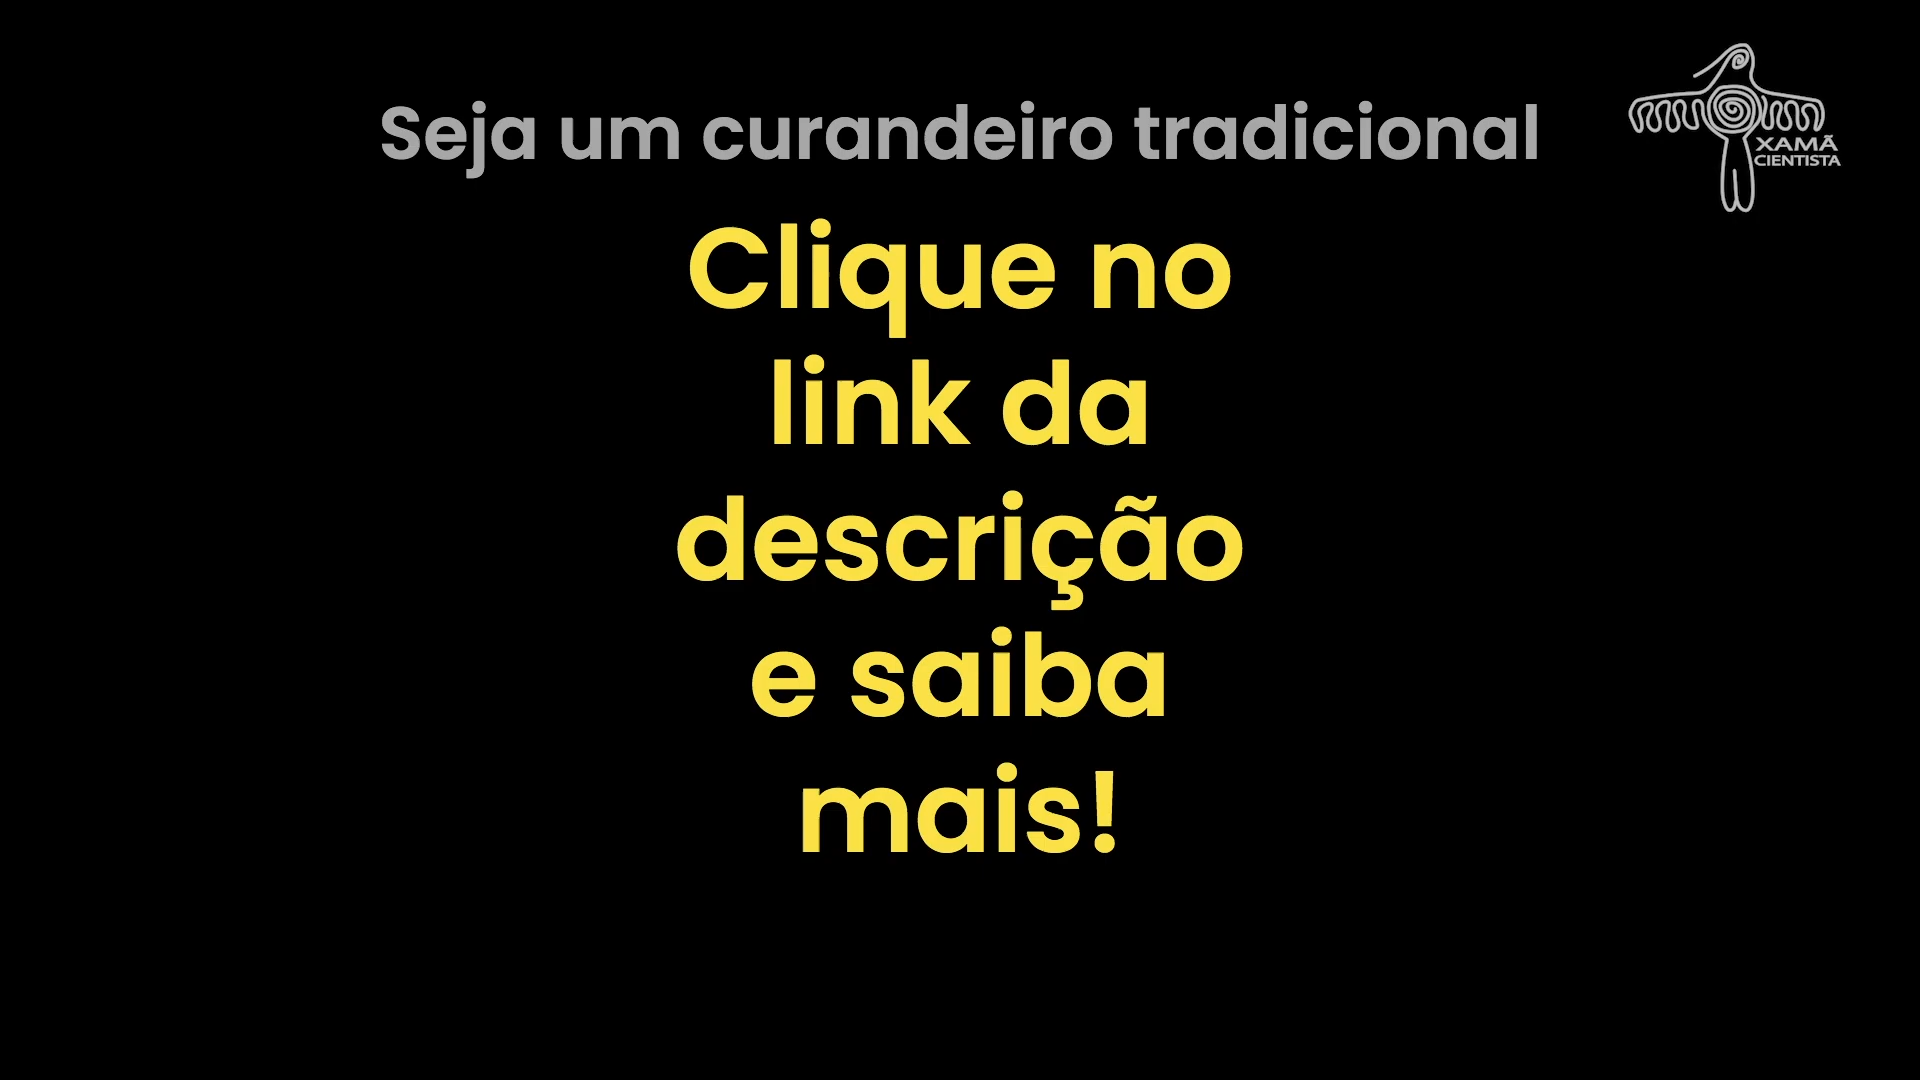 Seja um curandeiro tradicional
XAMÃ
CIENTISTA
Clique no
link da
descrição
e saiba
mais!